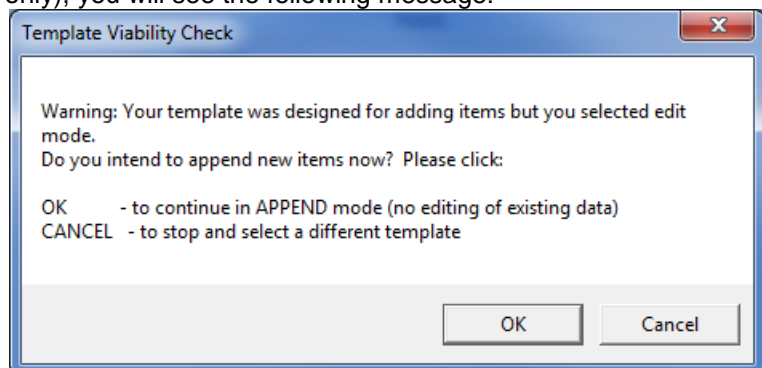 only), you will see the following message.
Template Viability Check
Warning: Your template was designed for adding items but you selected edit
mode.
Do you intend to append new items now? Please click:
OK - to continue in APPEND mode (no editing of existing data)
CANCEL - to stop and select a different template
OK Cancel